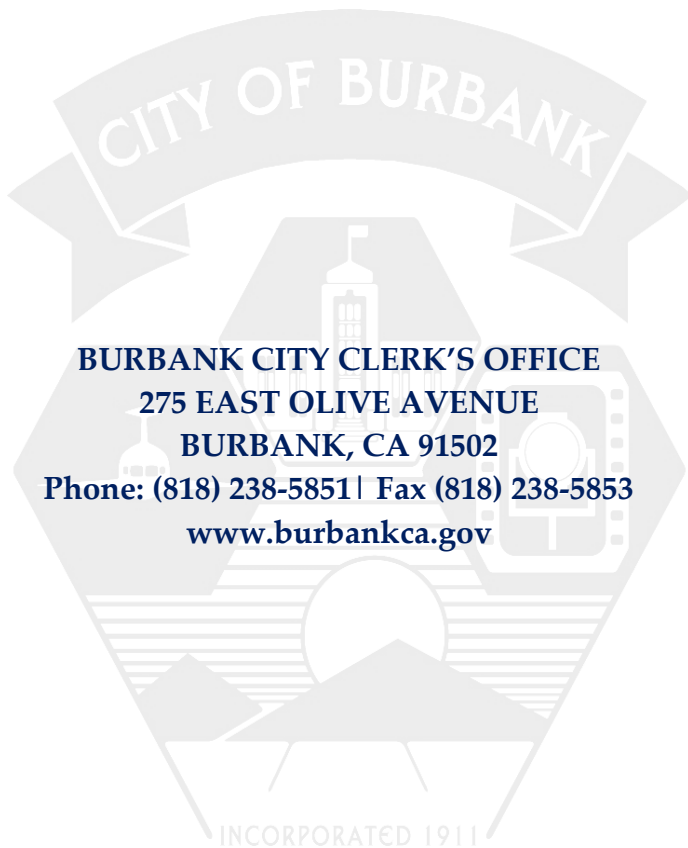 CITY OF BURBANK
BURBANK CITY CLERK’S OFFICE
275 EAST OLIVE AVENUE
BURBANK, CA 91502
Phone: (818) 238-5851| Fax (818) 238-5853
www.burbankca.gov
INCORPORATED 1911